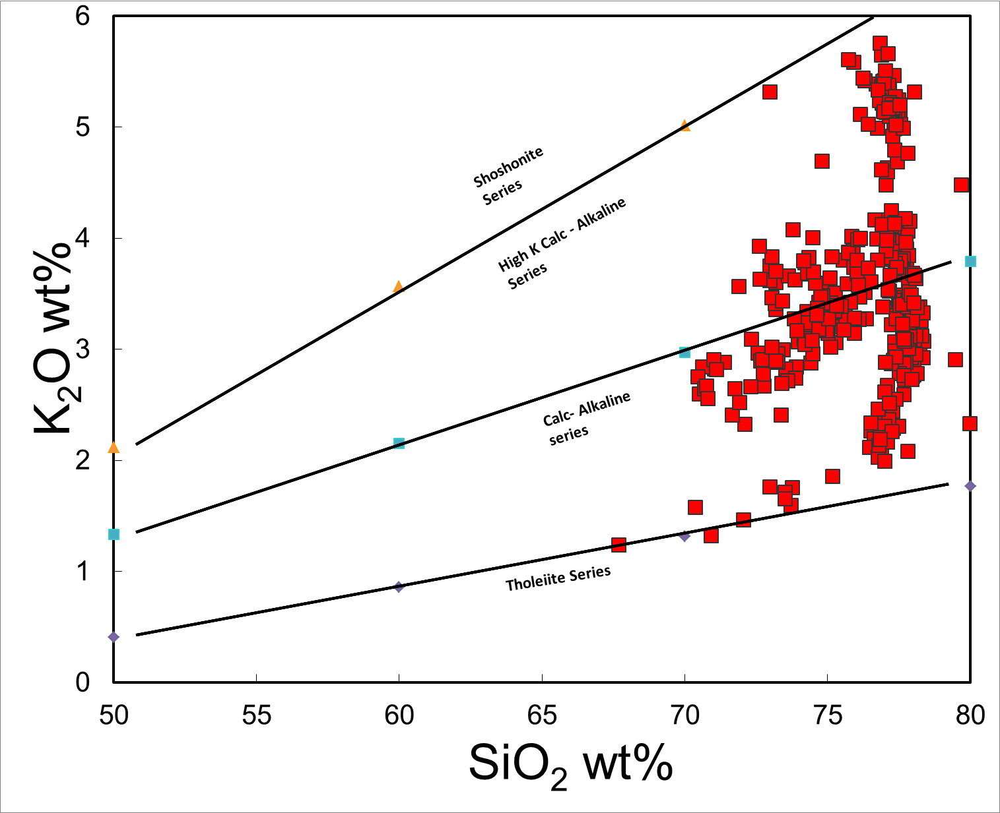 6
5
4
3
2
1
0
K₂O wt%
Shoshonite
Series
High K Calc - Alkaline
Series
Calc- Alkaline
series
Tholeiite Series
50 55 60 65 70 75 80
SiO₂ wt%